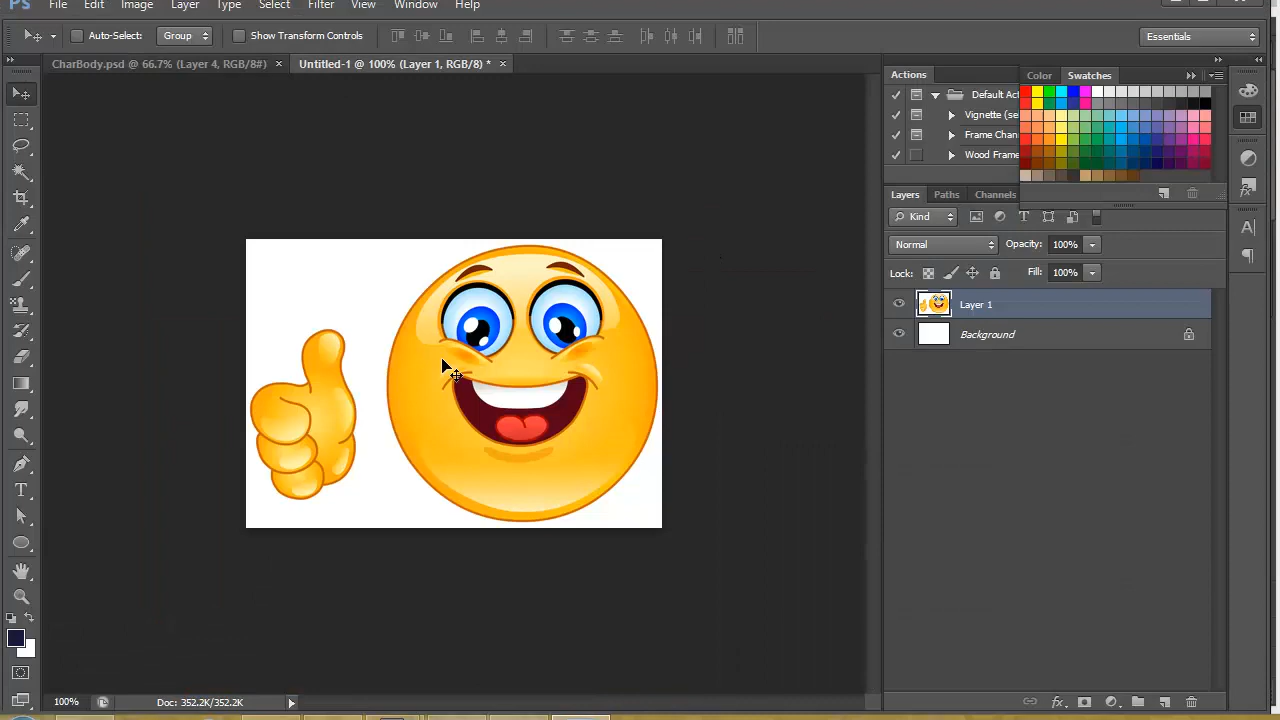 Ps File Edit Image Layer Type Select Filter View Window Help
Auto-Select: Group Show Transform Controls Essentials
CharBody.psd @ 66.7% (Layer 4, RGB/8#) × Untitled-1 @ 100% (Layer 1, RGB/8) * ×
Actions Color Swatches
Default Act
Vignette (se
Frame Chan
Wood Frame
Layers Paths Channels
Kind T
Normal Opacity: 100%
Lock: Fill: 100%
Layer 1
Background
T
A
100% Doc: 352.2K/352.2K fx